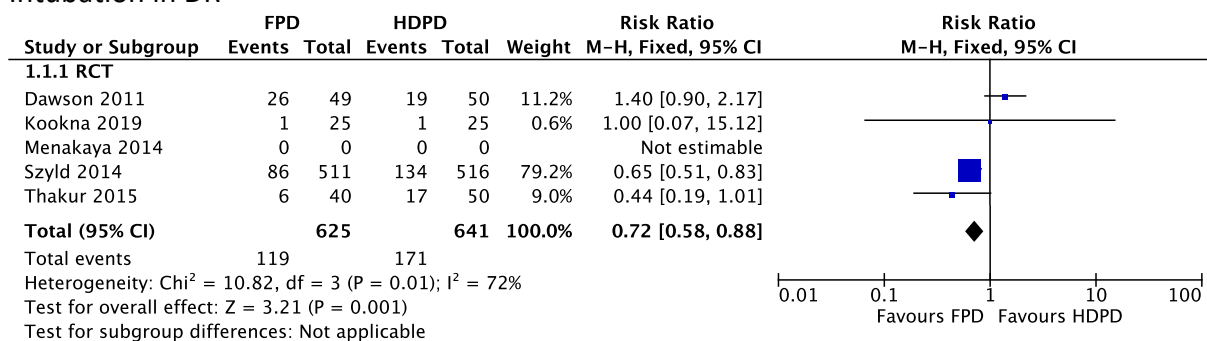 Intubation in DR
FPD HDPD Risk Ratio Risk Ratio
Study or Subgroup Events Total Events Total Weight M-H, Fixed, 95% CI M-H, Fixed, 95% CI
1.1.1 RCT
Dawson 2011 26 49 19 50 11.2% 1.40 [0.90, 2.17]
Kookna 2019 1 25 1 25 0.6% 1.00 [0.07, 15.12]
Menakaya 2014 0 0 0 0 Not estimable
Szyld 2014 86 511 134 516 79.2% 0.65 [0.51, 0.83]
Thakur 2015 6 40 17 50 9.0% 0.44 [0.19, 1.01]
Total (95% CI) 625 641 100.0% 0.72 [0.58, 0.88]
Total events 119 171
Heterogeneity: Chi² = 10.82, df = 3 (P = 0.01); I² = 72%
Test for overall effect: Z = 3.21 (P = 0.001)
Test for subgroup differences: Not applicable
0.01 0.1 1 10 100
Favours FPD Favours HDPD